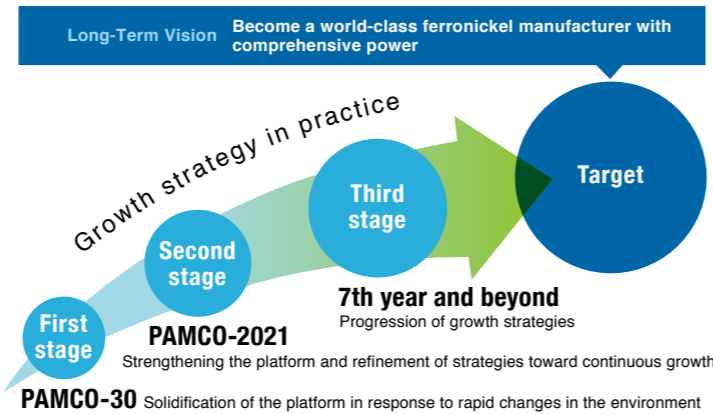 Long-Term Vision
Become a world-class ferronickel manufacturer with
comprehensive power
Growth strategy in practice
Target
Third
stage
Second
stage
First
stage
7th year and beyond
Progression of growth strategies
PAMCO-2021
Strengthening the platform and refinement of strategies toward continuous growth
PAMCO-30 Solidification of the platform in response to rapid changes in the environment